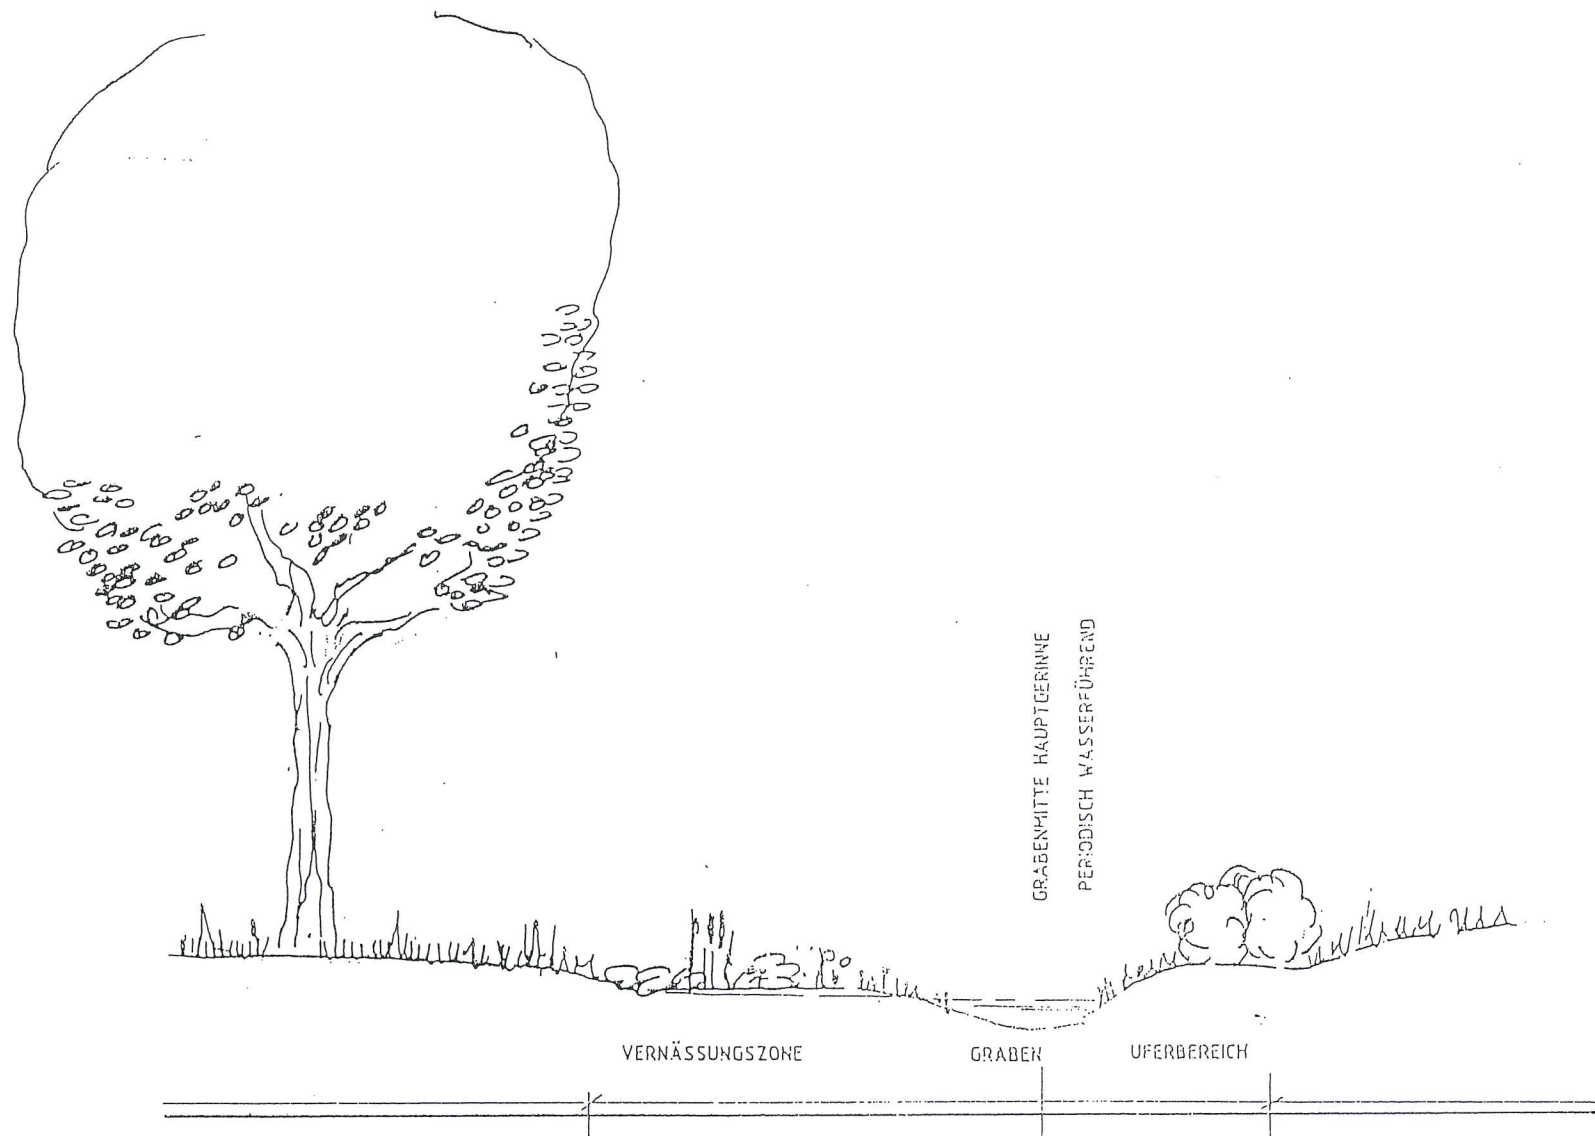 GRABENMITTE HAUPTGERINNE
PERIODISCH WASSERFÜHREND
VERNÄSSUNGSZONE
GRABEN
UFERBEREICH